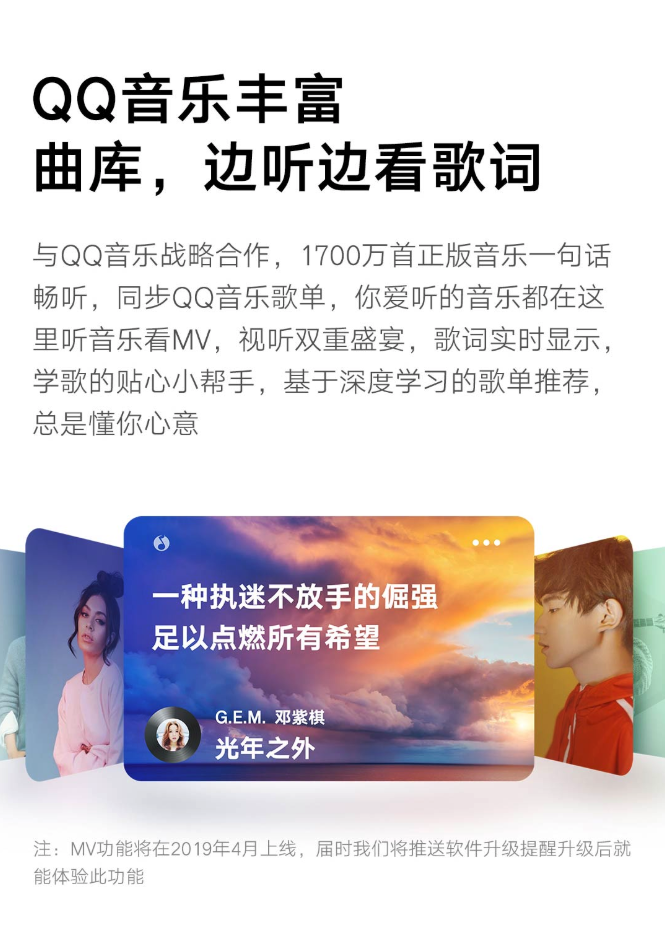 QQ音乐丰富
曲库，边听边看歌词
与QQ音乐战略合作，1700万首正版音乐一句话
畅听，同步QQ音乐歌单，你爱听的音乐都在这
里听音乐看MV，视听双重盛宴，歌词实时显示，
学歌的贴心小帮手，基于深度学习的歌单推荐，
总是懂你心意
一种执迷不放手的倔强
足以点燃所有希望
G.E.M. 邓紫棋
光年之外
注：MV功能将在2019年4月上线，届时我们将推送软件升级提醒升级后就
能体验此功能